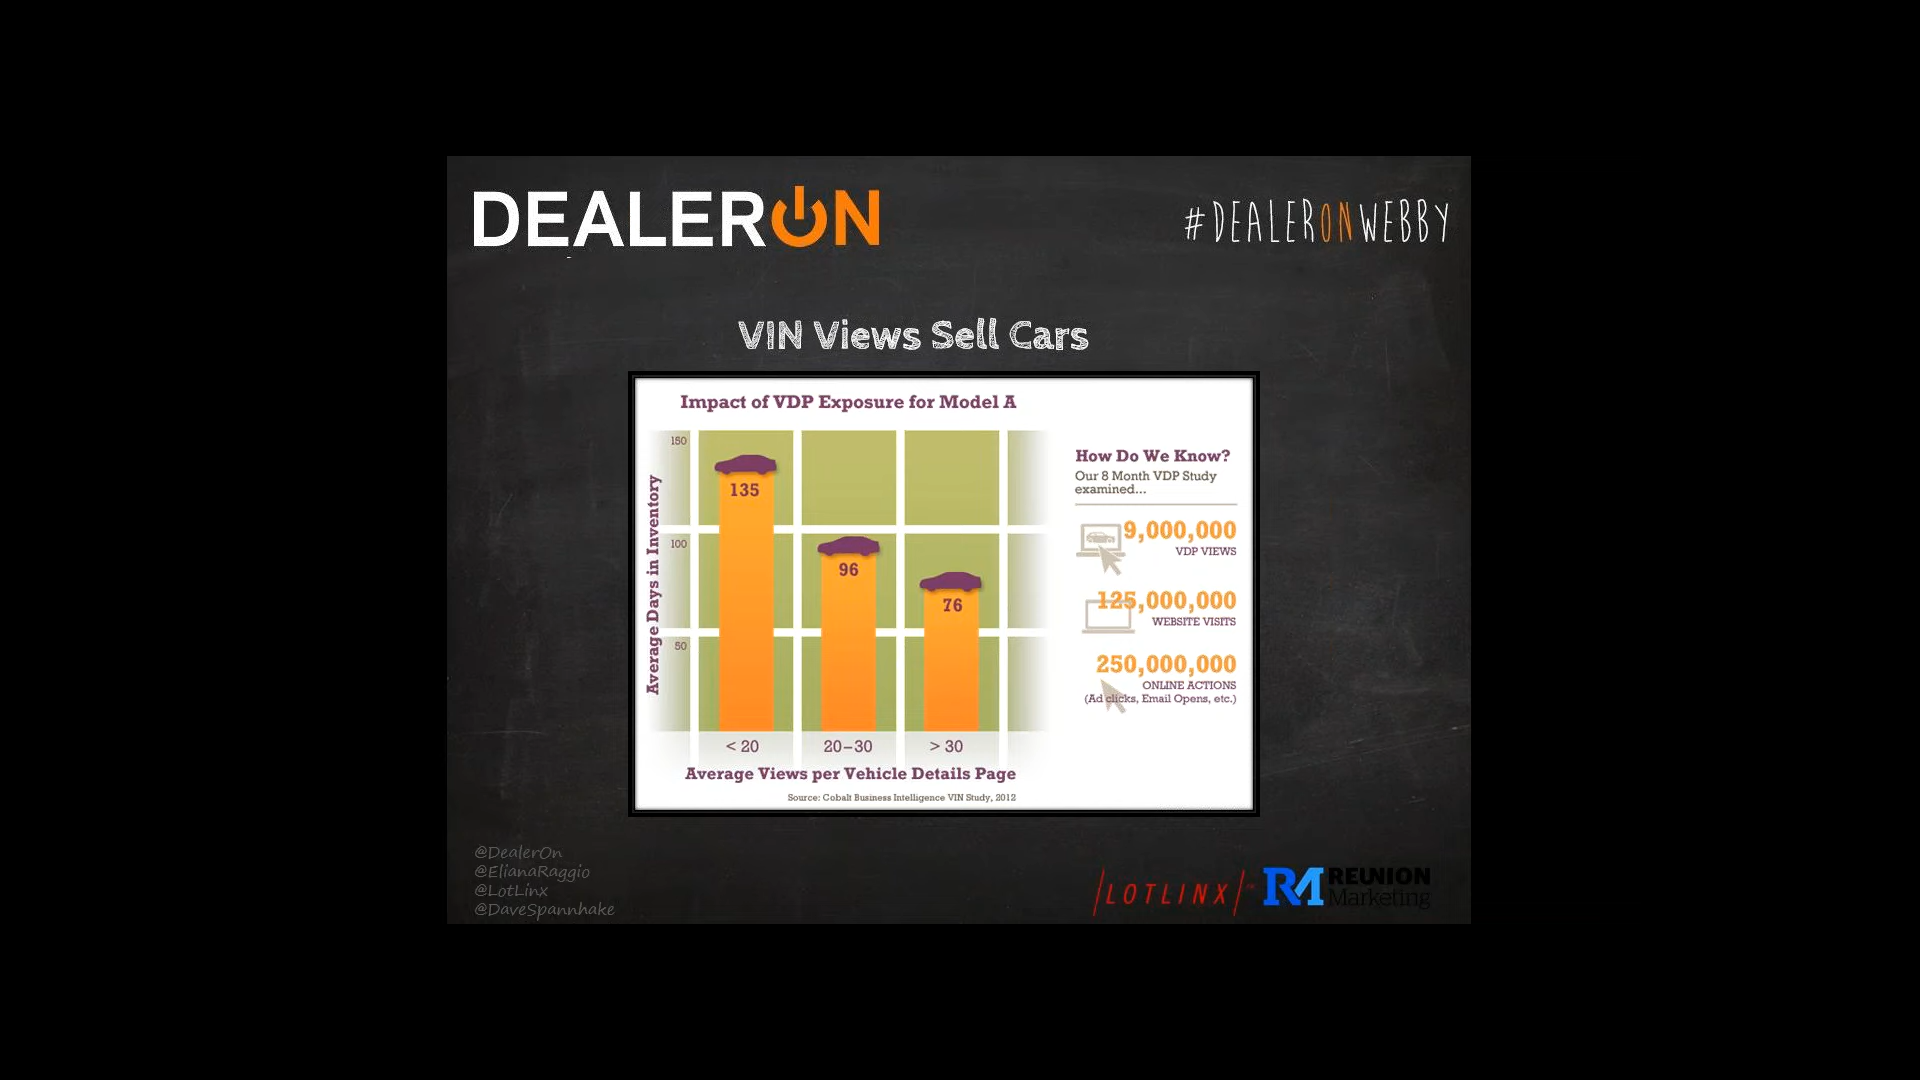 DEALERON
#DEALERONWEBBY
VIN Views Sell Cars
Impact of VDP Exposure for Model A
150
100
50
Average Days in Inventory
135
96
76
< 20
20–30
> 30
Average Views per Vehicle Details Page
Source: Cobalt Business Intelligence VIN Study, 2012
How Do We Know?
Our 8 Month VDP Study
examined...
9,000,000
VDP VIEWS
125,000,000
WEBSITE VISITS
250,000,000
ONLINE ACTIONS
(Ad clicks, Email Opens, etc.)
@DealerOn
@ElianaRaggio
@LotLinx
@DaveSpannhake
/LOTLINX/
RM REUNION
Marketing